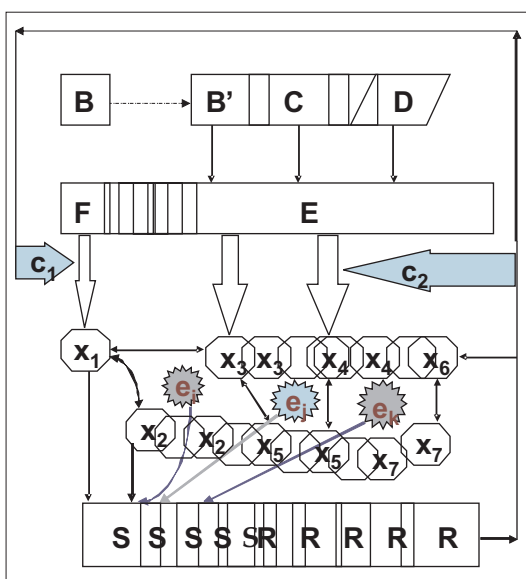 B B’ C D
F E
c1 c2
x1 x3 x3 x4 x4 x6
ei ej ek
x2 x2 x5 x5 x7 x7
S S S S S R R R R R